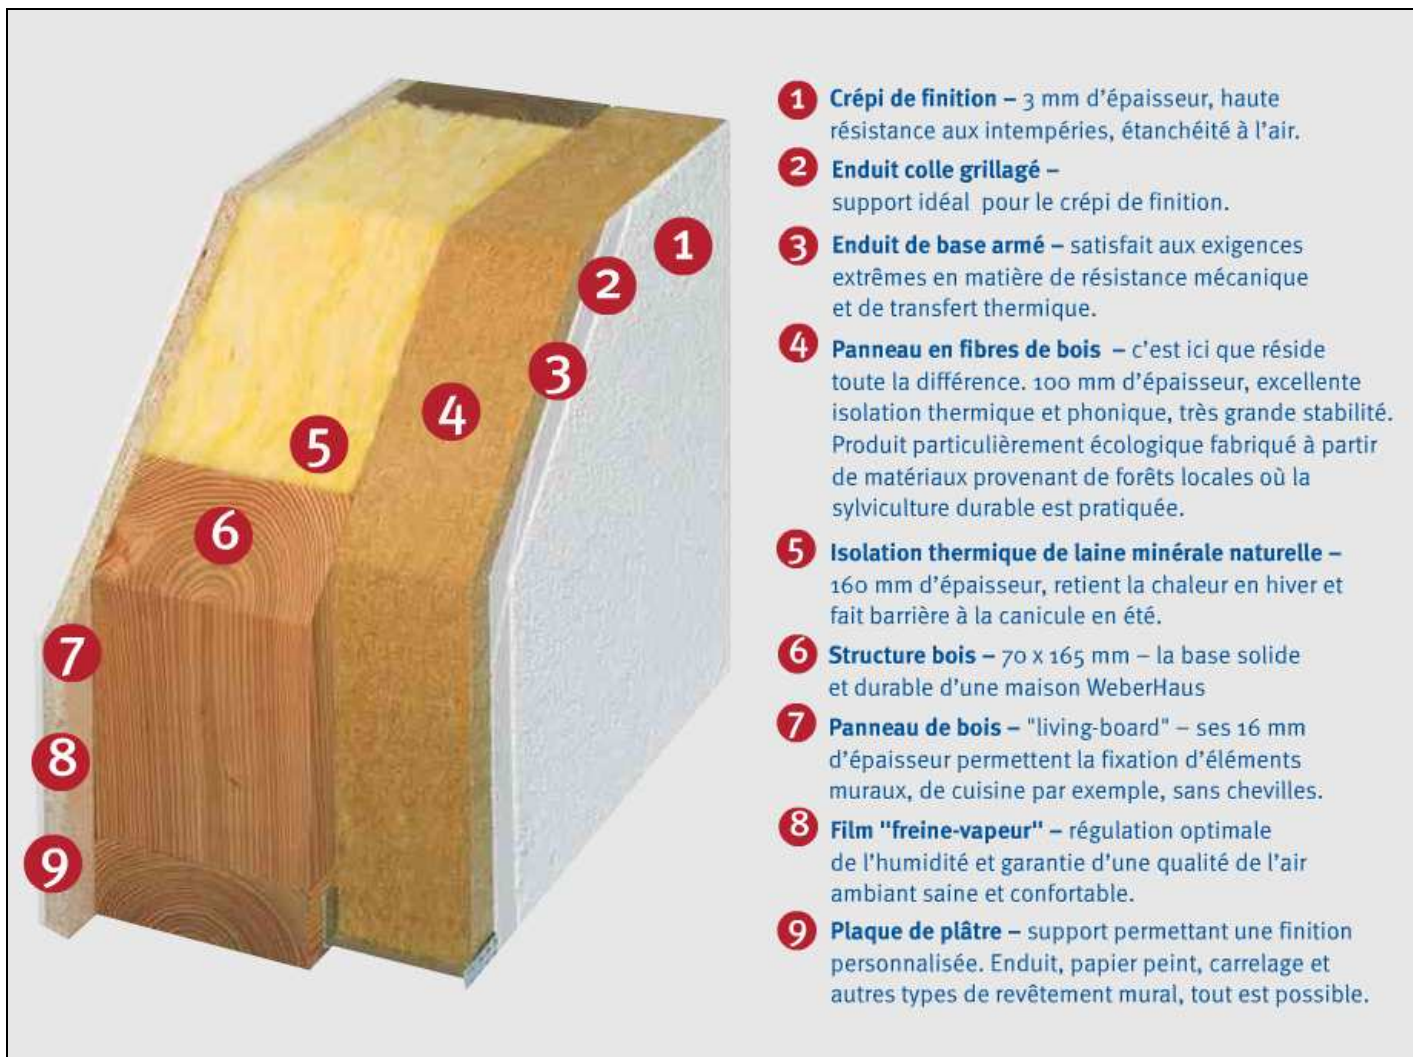 1 Crépi de finition – 3 mm d'épaisseur, haute
résistance aux intempéries, étanchéité à l'air.
2 Enduit colle grillagé –
support idéal pour le crépi de finition.
3 Enduit de base armé – satisfait aux exigences
extrêmes en matière de résistance mécanique
et de transfert thermique.
4 Panneau en fibres de bois – c'est ici que réside
toute la différence. 100 mm d'épaisseur, excellente
isolation thermique et phonique, très grande stabilité.
Produit particulièrement écologique fabriqué à partir
de matériaux provenant de forêts locales où la
sylviculture durable est pratiquée.
5 Isolation thermique de laine minérale naturelle –
160 mm d'épaisseur, retient la chaleur en hiver et
fait barrière à la canicule en été.
6 Structure bois – 70 x 165 mm – la base solide
et durable d'une maison WeberHaus
7 Panneau de bois – "living-board" – ses 16 mm
d'épaisseur permettent la fixation d'éléments
muraux, de cuisine par exemple, sans chevilles.
8 Film "freine-vapeur" – régulation optimale
de l'humidité et garantie d'une qualité de l'air
ambiant saine et confortable.
9 Plaque de plâtre – support permettant une finition
personnalisée. Enduit, papier peint, carrelage et
autres types de revêtement mural, tout est possible.
1
2
3
4
5
6
7
8
9